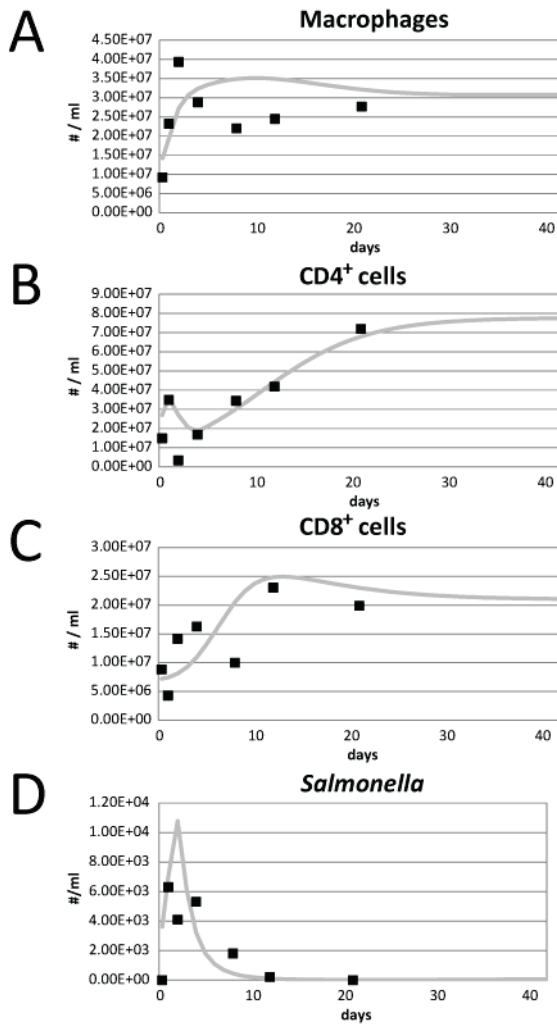 A
Macrophages
4.50E+07
4.00E+07
3.50E+07
3.00E+07
2.50E+07
2.00E+07
1.50E+07
1.00E+07
5.00E+06
0.00E+00
# / ml
0 10 20 30 40
days
B
CD4+ cells
9.00E+07
8.00E+07
7.00E+07
6.00E+07
5.00E+07
4.00E+07
3.00E+07
2.00E+07
1.00E+07
0.00E+00
# / ml
0 10 20 30 40
days
C
CD8+ cells
3.00E+07
2.50E+07
2.00E+07
1.50E+07
1.00E+07
5.00E+06
0.00E+00
# / ml
0 10 20 30 40
days
D
Salmonella
1.20E+04
1.00E+04
8.00E+03
6.00E+03
4.00E+03
2.00E+03
0.00E+00
#/ml
0 10 20 30 40
days